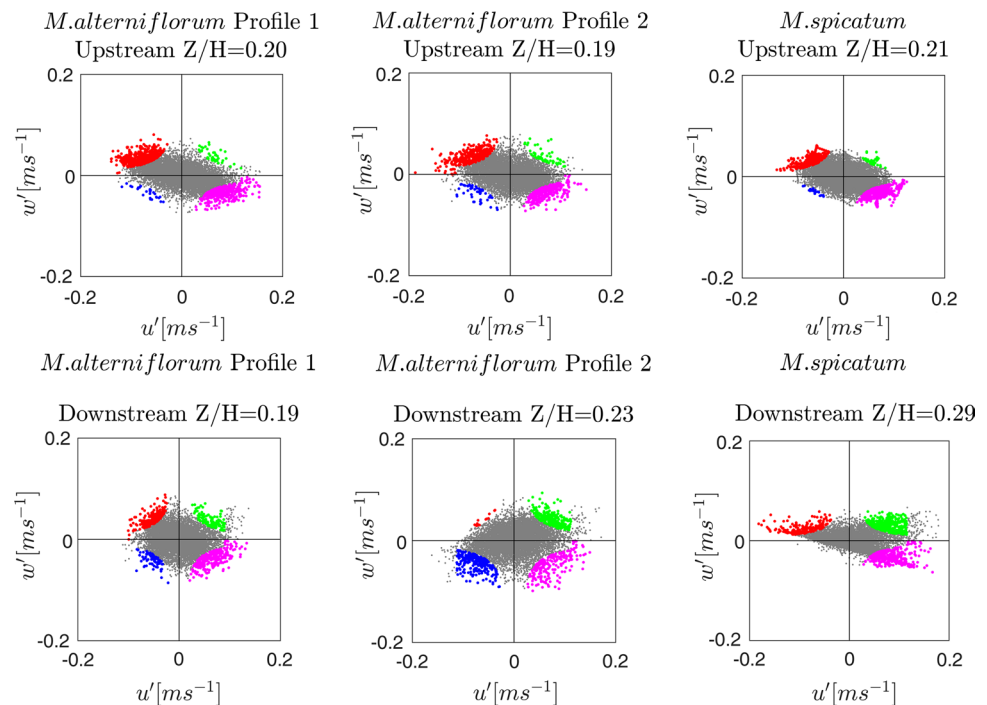 M.alterniflorum Profile 1
Upstream Z/H=0.20
0.2
0
-0.2
-0.2
0
0.2
w′[ms⁻¹]
u′[ms⁻¹]
M.alterniflorum Profile 2
Upstream Z/H=0.19
0.2
0
-0.2
-0.2
0
0.2
w′[ms⁻¹]
u′[ms⁻¹]
M.spicatum
Upstream Z/H=0.21
0.2
0
-0.2
-0.2
0
0.2
w′[ms⁻¹]
u′[ms⁻¹]
M.alterniflorum Profile 1
Downstream Z/H=0.19
0.2
0
-0.2
-0.2
0
0.2
w′[ms⁻¹]
u′[ms⁻¹]
M.alterniflorum Profile 2
Downstream Z/H=0.23
0.2
0
-0.2
-0.2
0
0.2
w′[ms⁻¹]
u′[ms⁻¹]
M.spicatum
Downstream Z/H=0.29
0.2
0
-0.2
-0.2
0
0.2
w′[ms⁻¹]
u′[ms⁻¹]